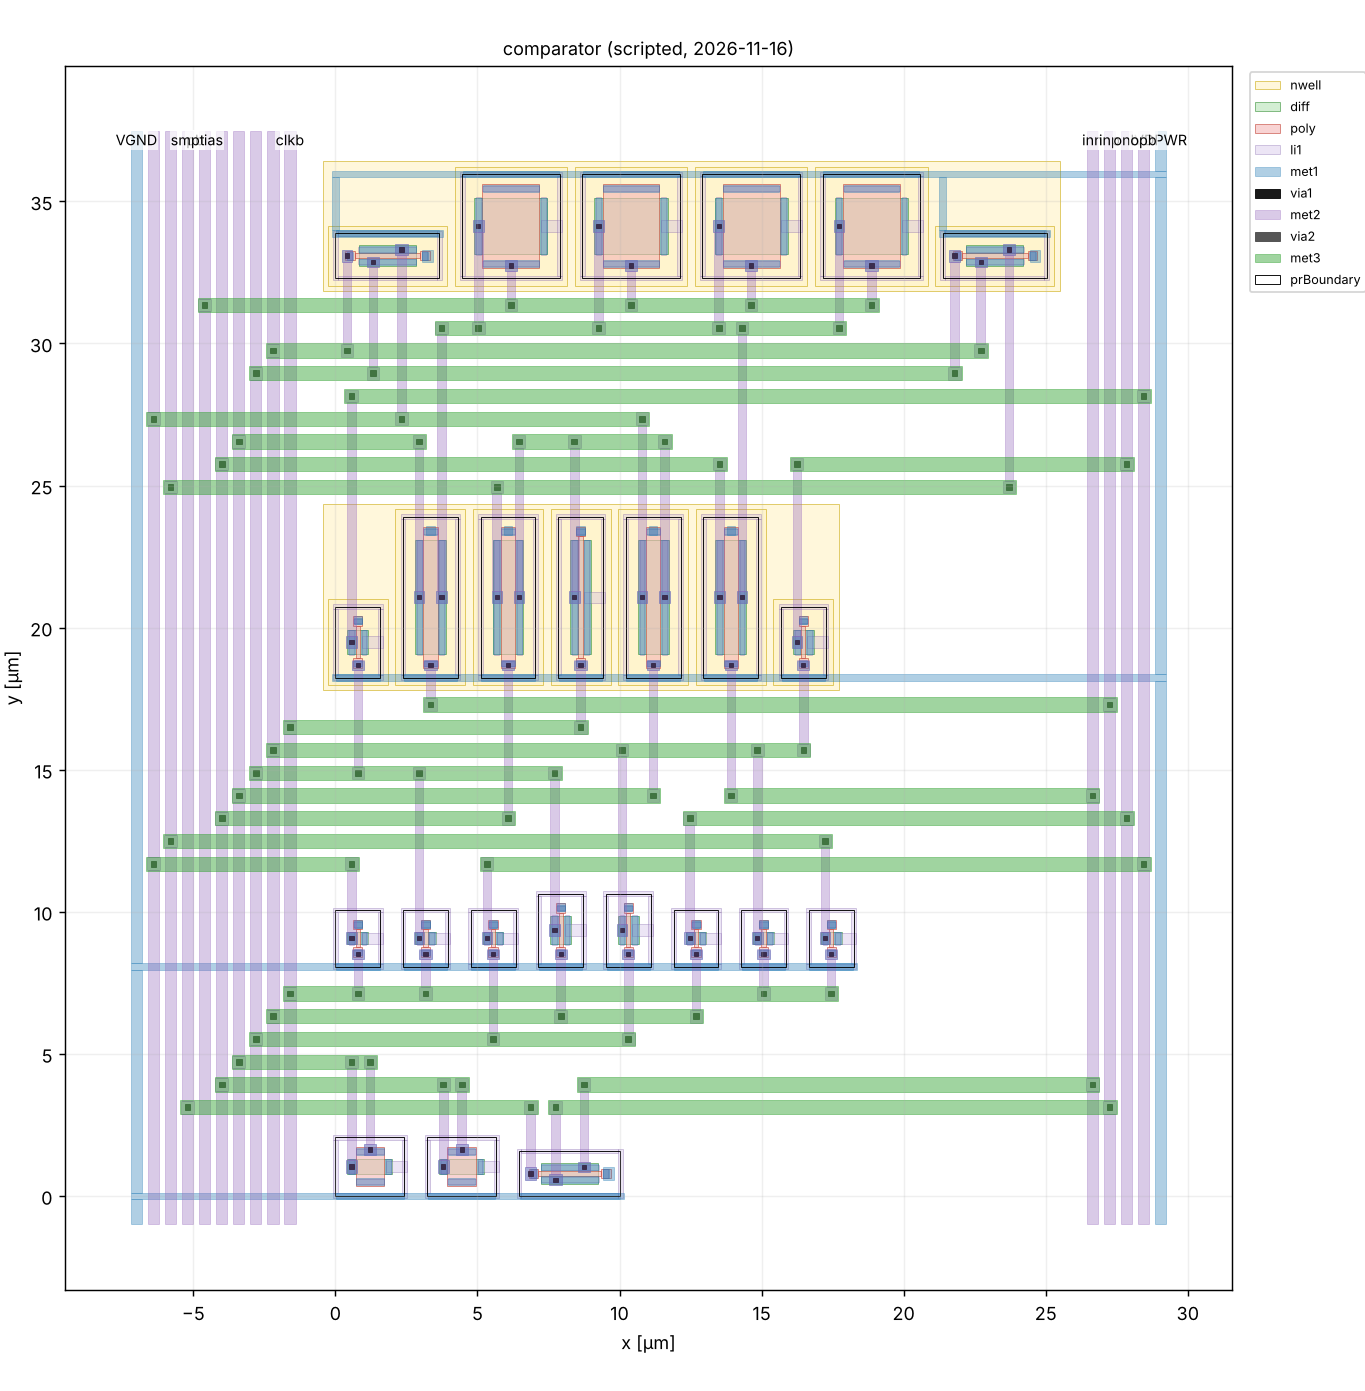 comparator (scripted, 2026-11-16)
nwell
diff
poly
li1
met1
via1
met2
via2
met3
prBoundary
VGND
clkb
35
30
25
20
15
10
5
0
y [µm]
−5 0 5 10 15 20 25 30
x [µm]